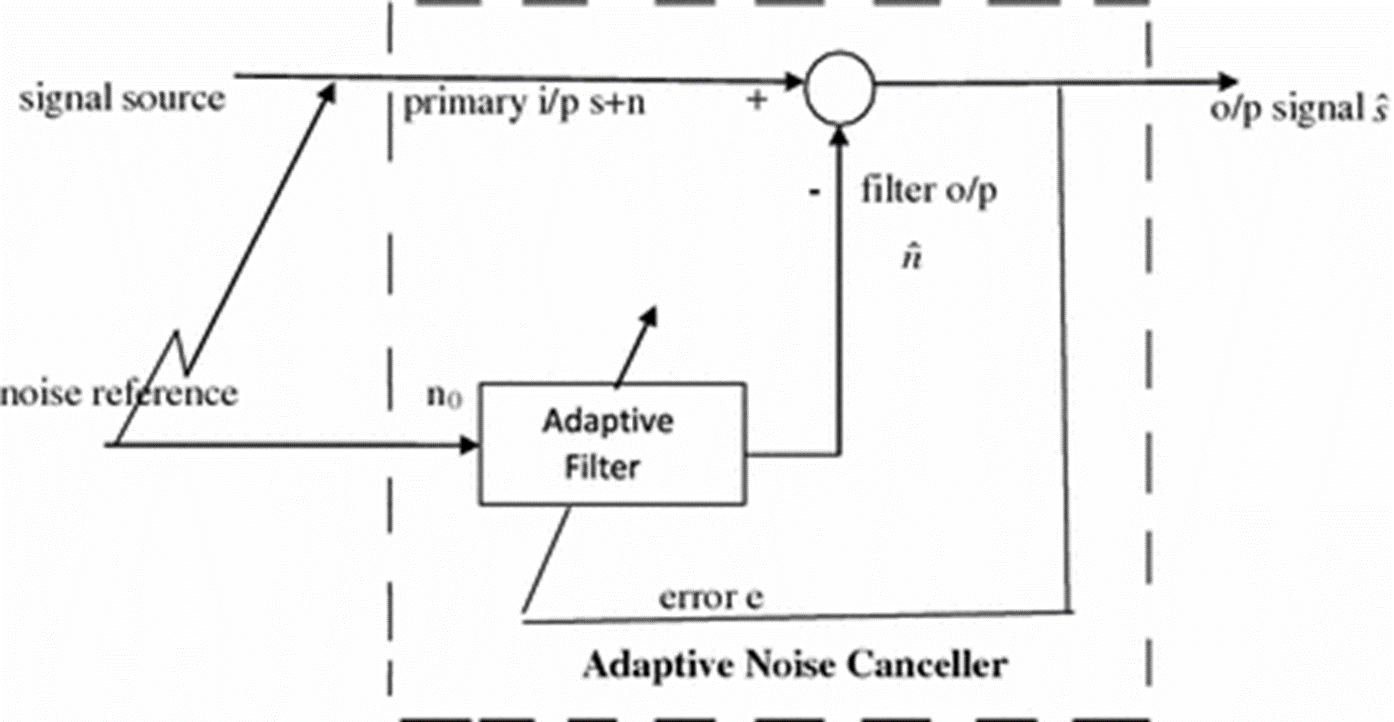 signal source
primary i/p s+n
+
o/p signal ŝ
-
filter o/p
n̂
noise reference
n₀
Adaptive
Filter
error e
Adaptive Noise Canceller